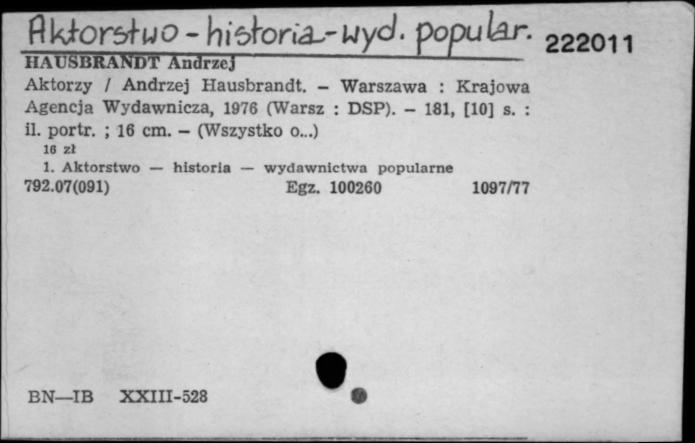 Aktorstwo - historia - wyd. popular. 222011
HAUSBRANDT Andrzej
Aktorzy / Andrzej Hausbrandt. – Warszawa : Krajowa
Agencja Wydawnicza, 1976 (Warsz : DSP). – 181, [10] s. :
il. portr. ; 16 cm. – (Wszystko o...)
16 zł
1. Aktorstwo — historia — wydawnictwa popularne
792.07(091) Egz. 100260 1097/77
BN—IB XXIII-528